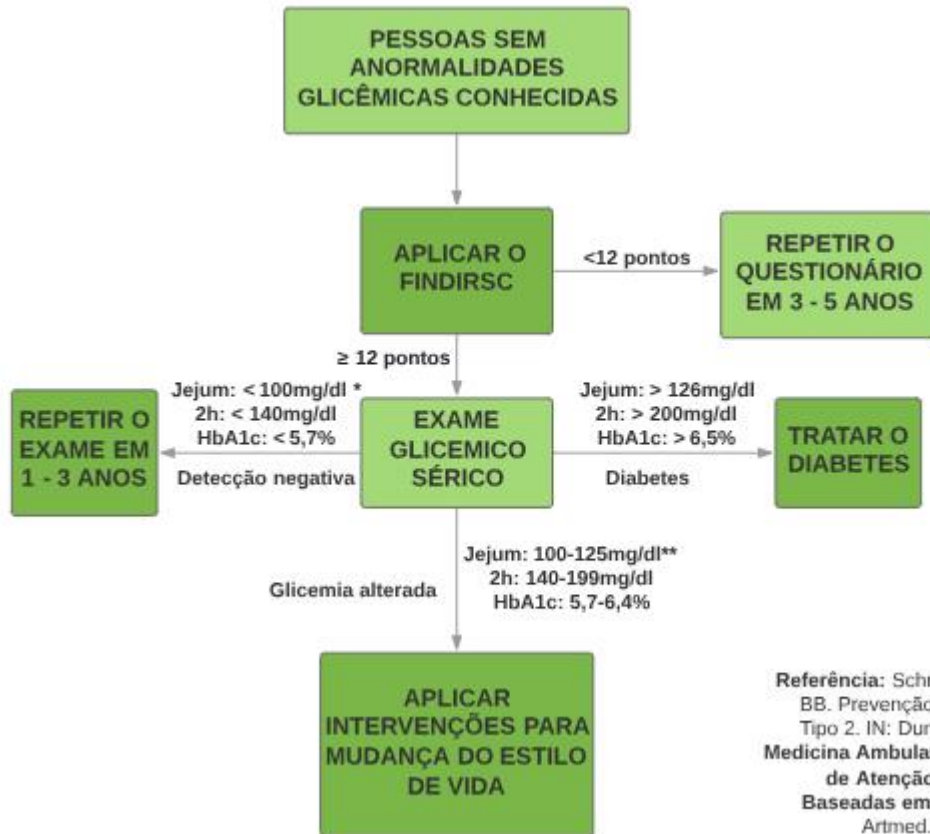 PESSOAS SEM
ANORMALIDADES
GLICÊMICAS CONHECIDAS
APLICAR O
FINDIRSC
<12 pontos
REPETIR O
QUESTIONÁRIO
EM 3 - 5 ANOS
≥ 12 pontos
Jejum: < 100mg/dl *
2h: < 140mg/dl
HbA1c: < 5,7%
Detecção negativa
REPETIR O
EXAME EM
1 - 3 ANOS
EXAME
GLICEMICO
SÉRICO
Jejum: > 126mg/dl
2h: > 200mg/dl
HbA1c: > 6,5%
Diabetes
TRATAR O
DIABETES
Glicemia alterada
Jejum: 100-125mg/dl**
2h: 140-199mg/dl
HbA1c: 5,7-6,4%
APLICAR
INTERVENÇÕES PARA
MUDANÇA DO ESTILO
DE VIDA
Referência:
BB. Prevenção
Tipo 2. IN:
Medicina
de Atenção
Baseadas em
Artmed.